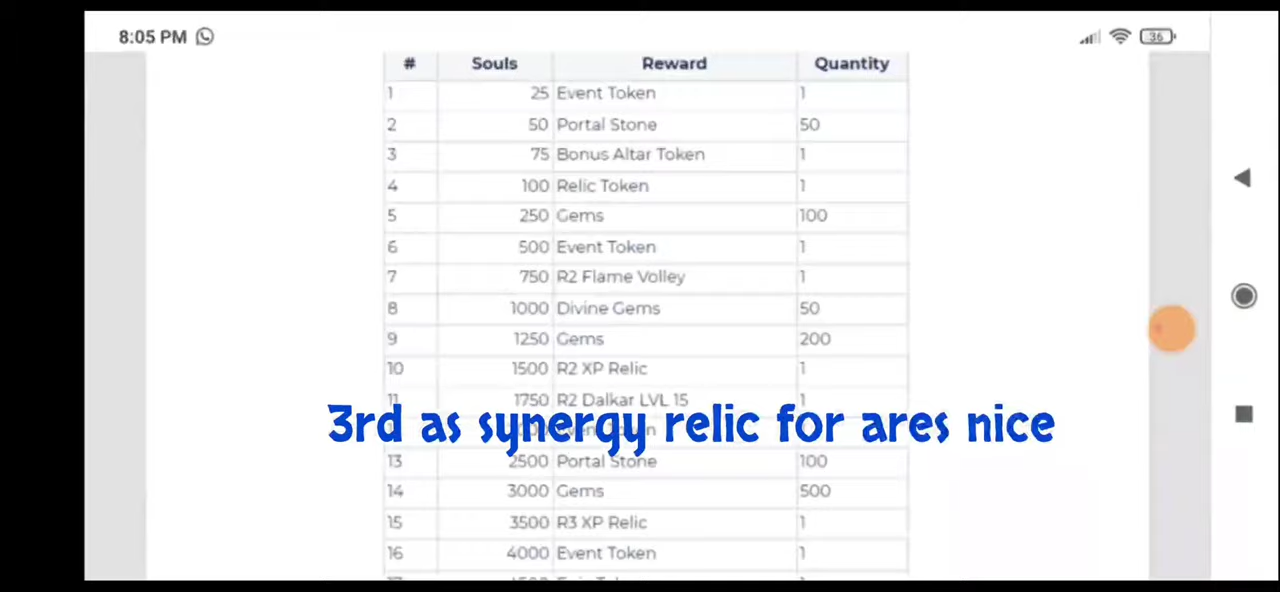 8:05 PM
36
# Souls Reward Quantity
1 25 Event Token 1
2 50 Portal Stone 50
3 75 Bonus Altar Token 1
4 100 Relic Token 1
5 250 Gems 100
6 500 Event Token 1
7 750 R2 Flame Volley 1
8 1000 Divine Gems 50
9 1250 Gems 200
10 1500 R2 XP Relic 1
11 1750 R2 Dalkar LVL 15 1
3rd as synergy relic for ares nice
13 2500 Portal Stone 100
14 3000 Gems 500
15 3500 R3 XP Relic 1
16 4000 Event Token 1